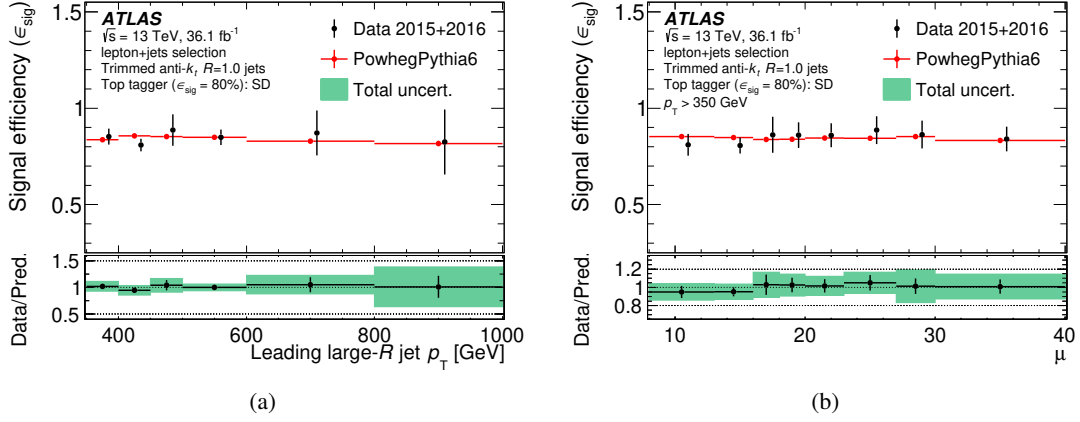 Signal efficiency (ϵsig)
1.5
1
0.5
ATLAS
√s = 13 TeV, 36.1 fb-1
lepton+jets selection
Trimmed anti-kt R=1.0 jets
Top tagger (ϵsig = 80%): SD
Data 2015+2016
PowhegPythia6
Total uncert.
Data/Pred.
1.5
1
0.5
400 500 600 700 800 900 1000
Leading large-R jet pT [GeV]
(a)
Signal efficiency (ϵsig)
1.5
1
0.5
ATLAS
√s = 13 TeV, 36.1 fb-1
lepton+jets selection
Trimmed anti-kt R=1.0 jets
Top tagger (ϵsig = 80%): SD
pT > 350 GeV
Data 2015+2016
PowhegPythia6
Total uncert.
Data/Pred.
1.2
1
0.8
10 20 30 40
μ
(b)